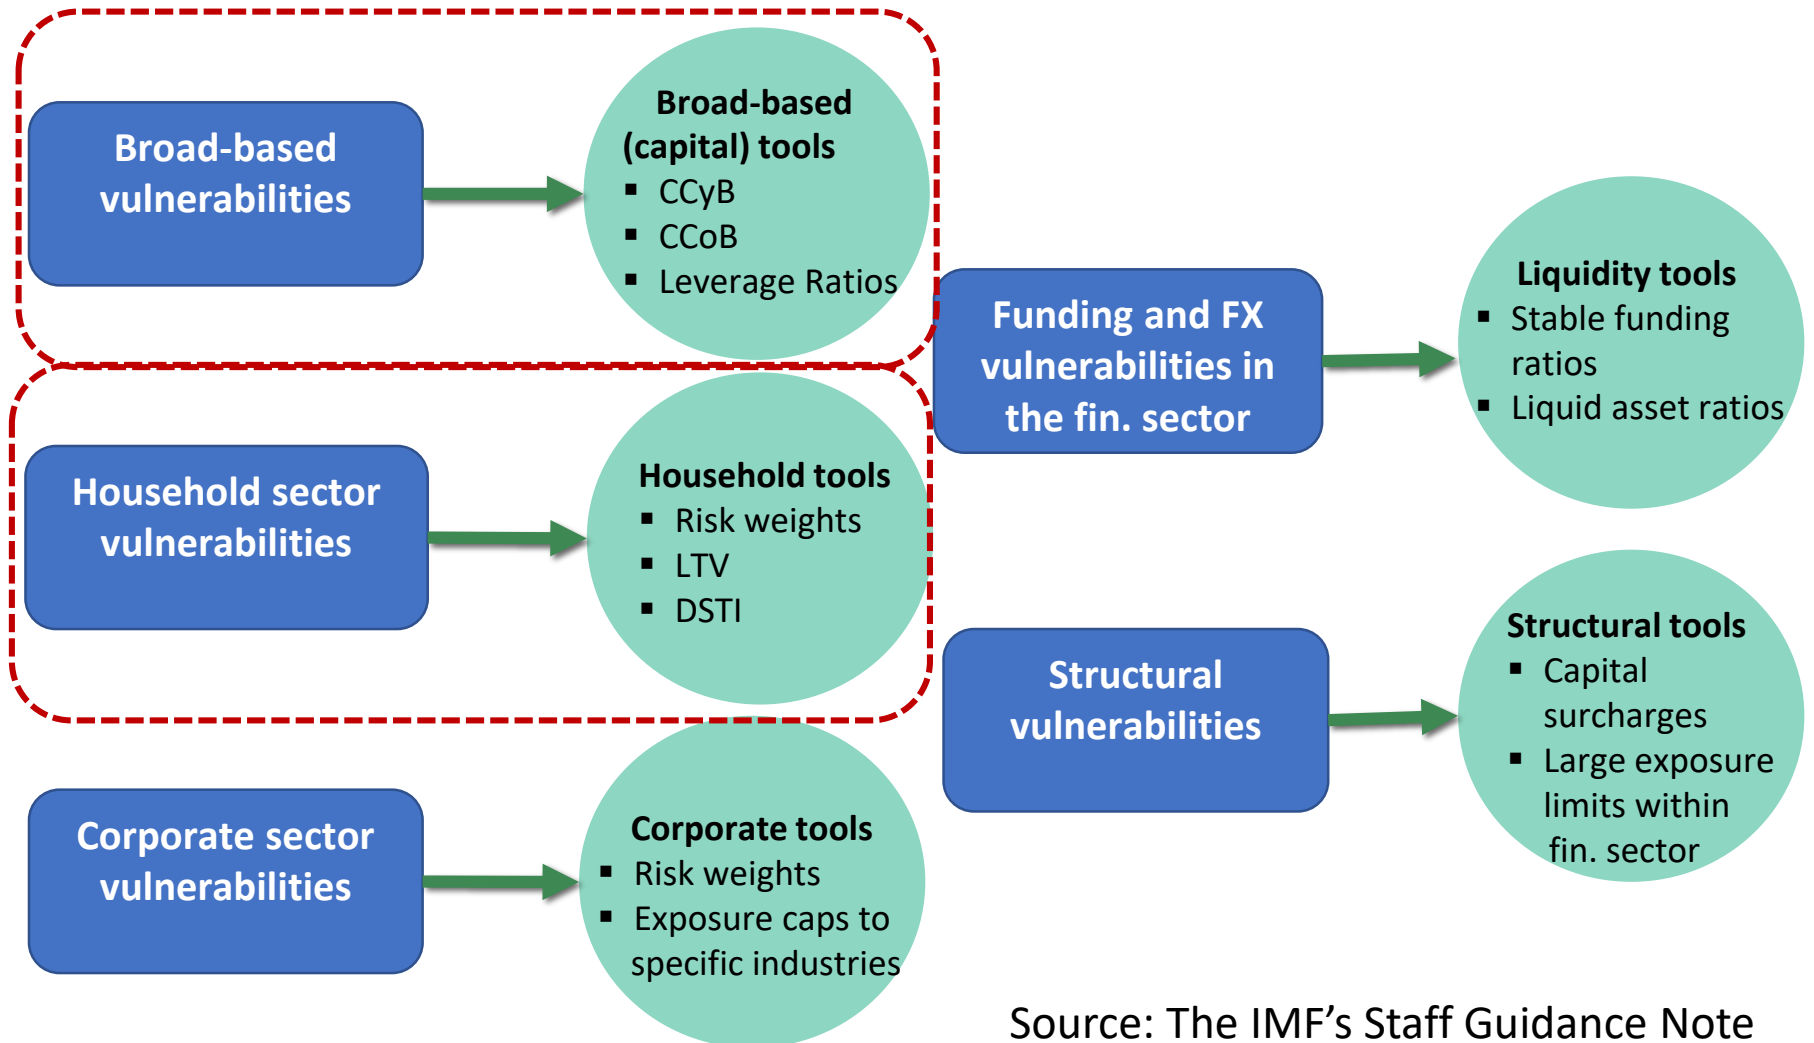 Broad-based
vulnerabilities
Broad-based
(capital) tools
▪ CCyB
▪ CCoB
▪ Leverage Ratios
Household sector
vulnerabilities
Household tools
▪ Risk weights
▪ LTV
▪ DSTI
Corporate sector
vulnerabilities
Corporate tools
▪ Risk weights
▪ Exposure caps to
specific industries
Funding and FX
vulnerabilities in
the fin. sector
Liquidity tools
▪ Stable funding
ratios
▪ Liquid asset ratios
Structural
vulnerabilities
Structural tools
▪ Capital
surcharges
▪ Large exposure
limits within
fin. sector
Source: The IMF’s Staff Guidance Note